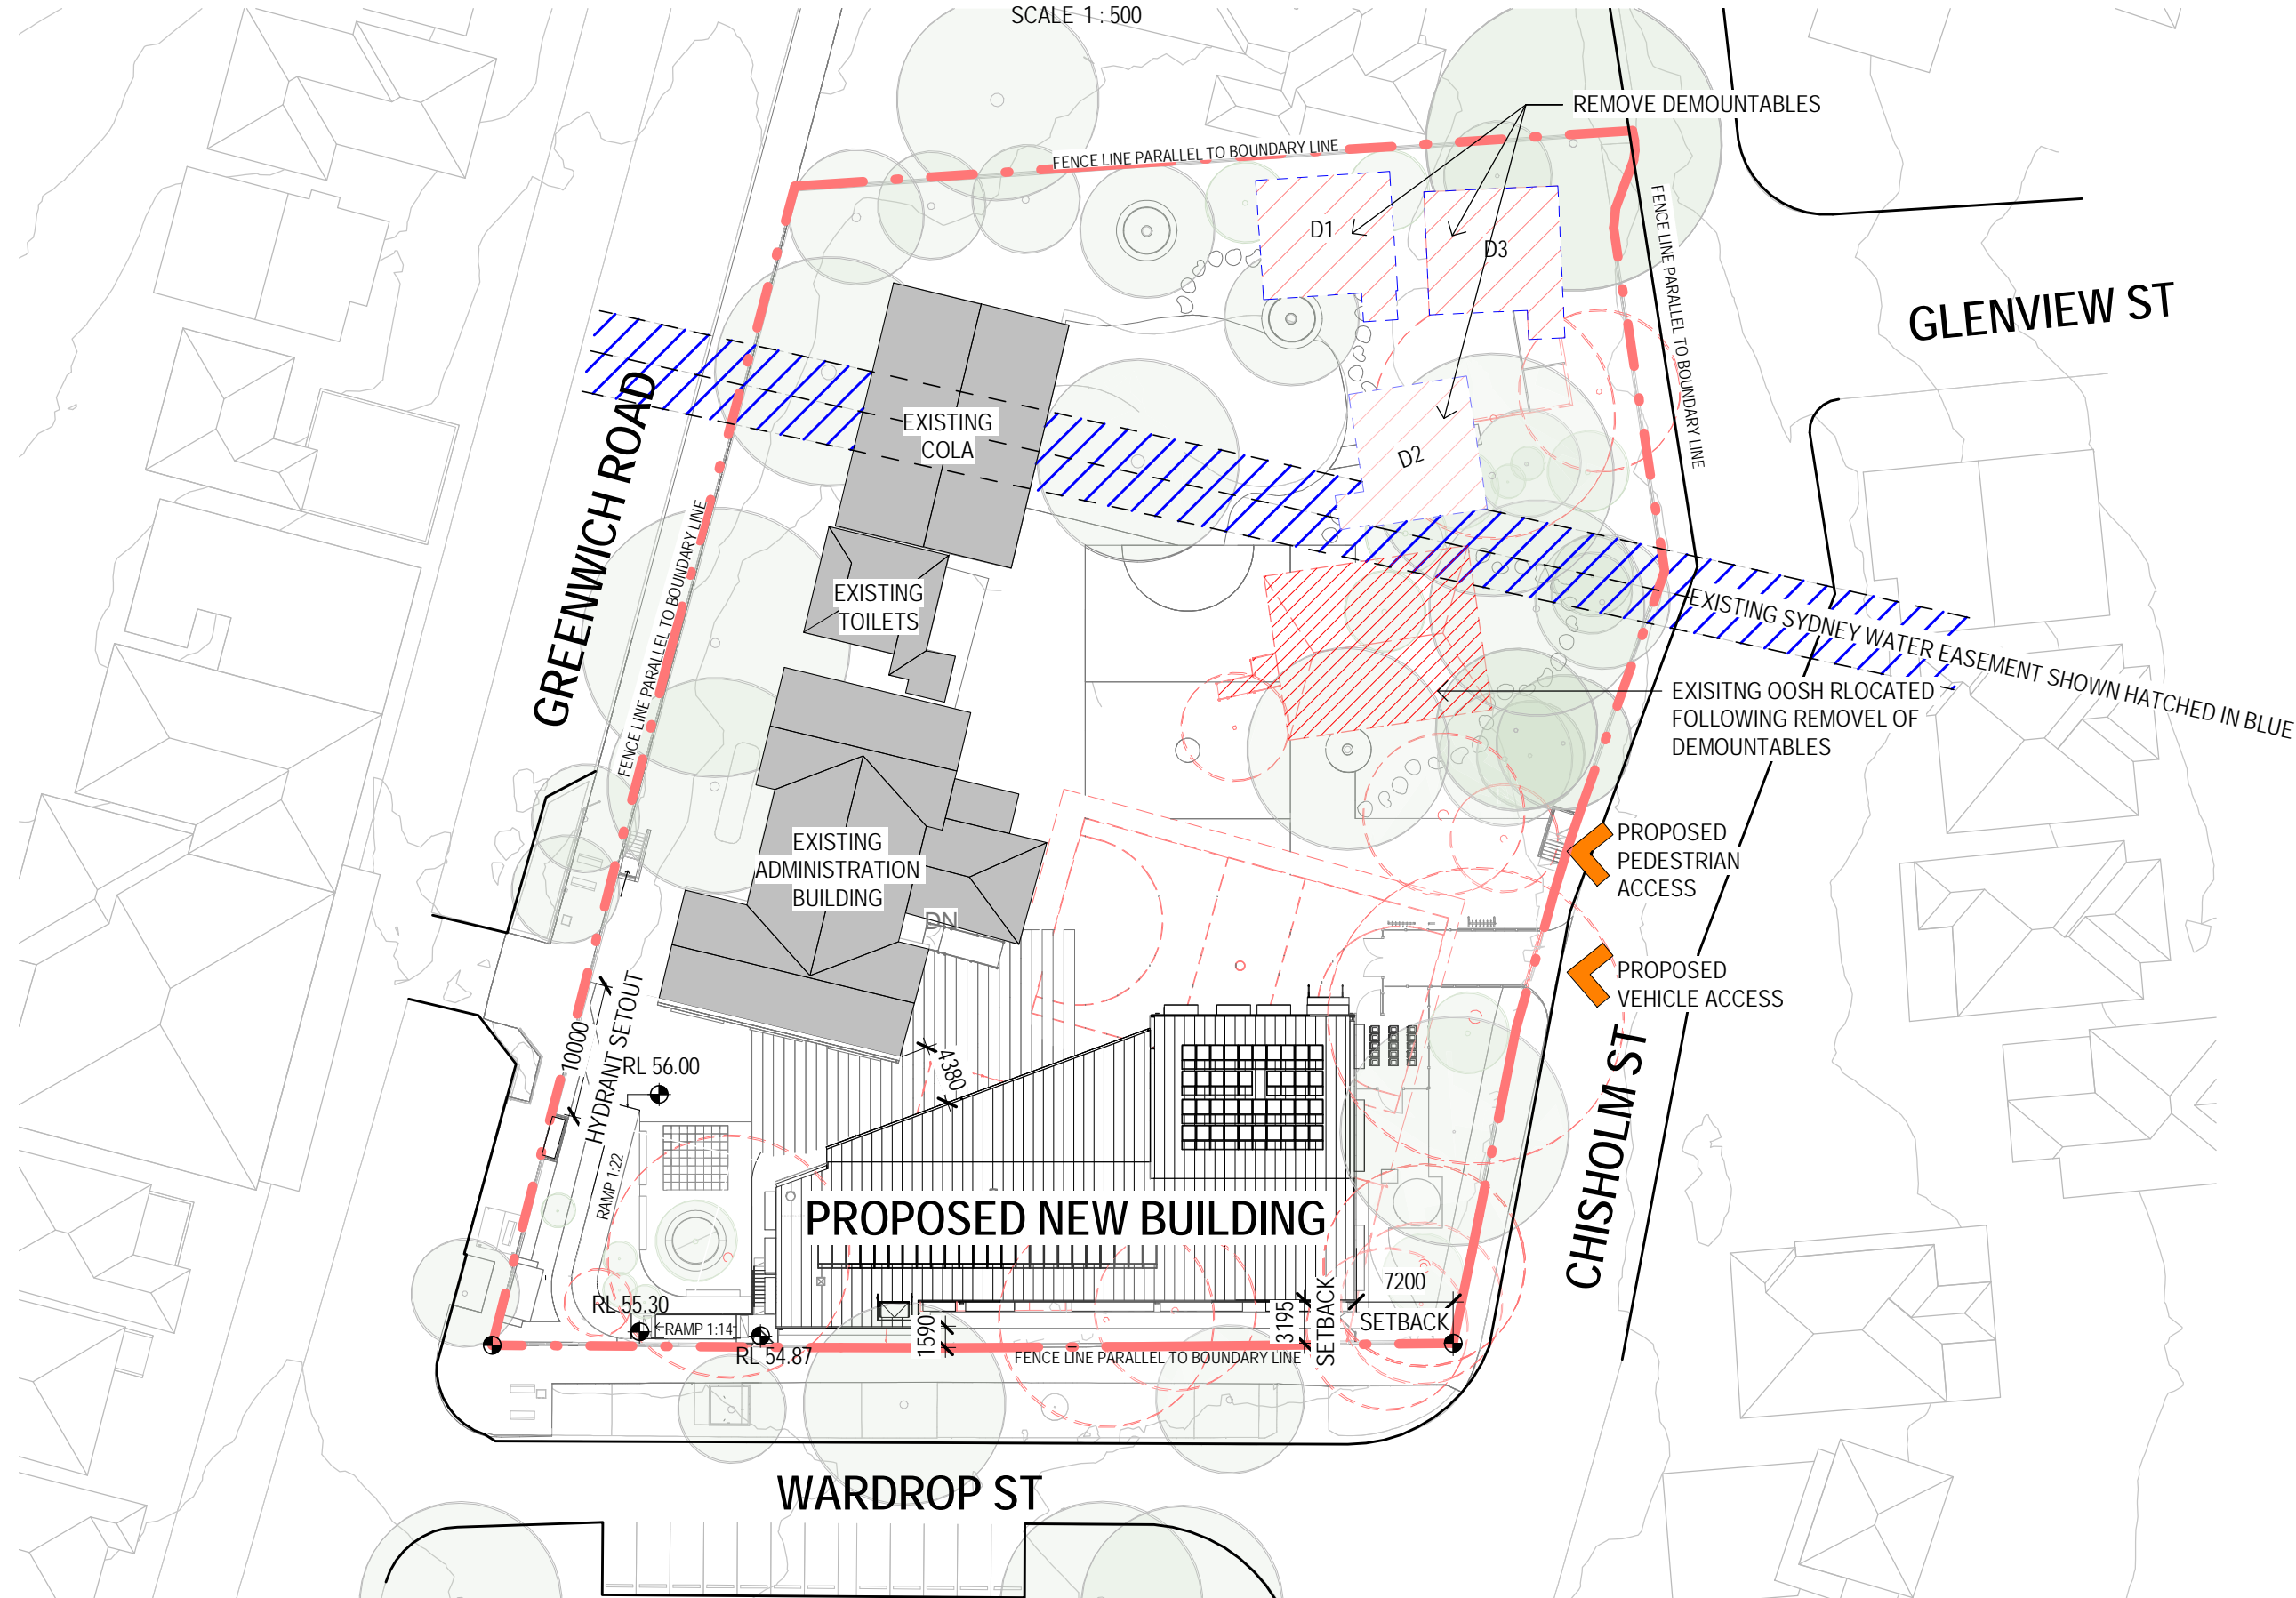 SCALE 1 : 500
REMOVE DEMOUNTABLES
FENCE LINE PARALLEL TO BOUNDARY LINE
D1
D3
FENCE LINE PARALLEL TO BOUNDARY LINE
GLENVIEW ST
GREENWICH ROAD
EXISTING
COLA
D2
FENCE LINE PARALLEL TO BOUNDARY LINE
EXISTING
TOILETS
EXISTING SYDNEY WATER EASEMENT SHOWN HATCHED IN BLUE
EXISITNG OOSH RLOCATED
FOLLOWING REMOVEL OF
DEMOUNTABLES
EXISTING
ADMINISTRATION
BUILDING
PROPOSED
PEDESTRIAN
ACCESS
DN
PROPOSED
VEHICLE ACCESS
10000
HYDRANT SETOUT
RL 56.00
4380
CHISHOLM ST
RAMP 1:22
PROPOSED NEW BUILDING
RL 55.30
RAMP 1:14
RL 54.87
1590
3195
SETBACK
7200
SETBACK
FENCE LINE PARALLEL TO BOUNDARY LINE
WARDROP ST